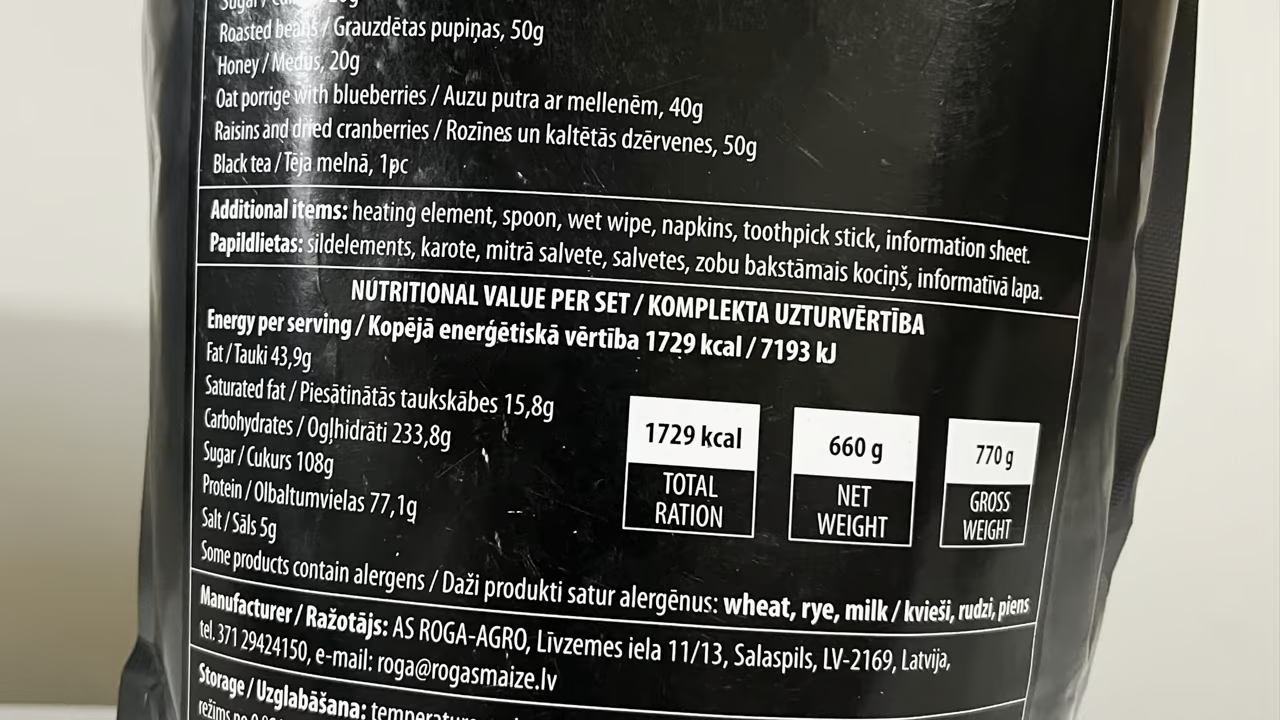 Sugar /
Roasted beans / Grauzdētas pupiņas, 50g
Honey / Medus, 20g
Oat porrige with blueberries / Auzu putra ar mellenēm, 40g
Raisins and dried cranberries / Rozīnes un kaltētās dzērvenes, 50g
Black tea / Tēja melnā, 1pc
Additional items: heating element, spoon, wet wipe, napkins, toothpick stick, information sheet.
Papildlietas: sildelements, karote, mitrā salvete, salvetes, zobu bakstāmais kociņš, informatīvā lapa.
NUTRITIONAL VALUE PER SET / KOMPLEKTA UZTURVĒRTĪBA
Energy per serving / Kopējā enerģētiskā vērtība 1729 kcal / 7193 kJ
Fat / Tauki 43,9g
Saturated fat / Piesātinātās taukskābes 15,8g
Carbohydrates / Ogļhidrāti 233,8g
Sugar / Cukurs 108g
Protein / Olbaltumvielas 77,1g
Salt / Sāls 5g
1729 kcal
TOTAL
RATION
660 g
NET
WEIGHT
770 g
GROSS
WEIGHT
Some products contain alergens / Daži produkti satur alergēnus: wheat, rye, milk / kvieši, rudzi, piens
Manufacturer / Ražotājs: AS ROGA-AGRO, Līvzemes iela 11/13, Salaspils, LV-2169, Latvija,
tel. 371 29424150, e-mail: roga@rogasmaize.lv
Storage / Uzglabāšana:
režīms no